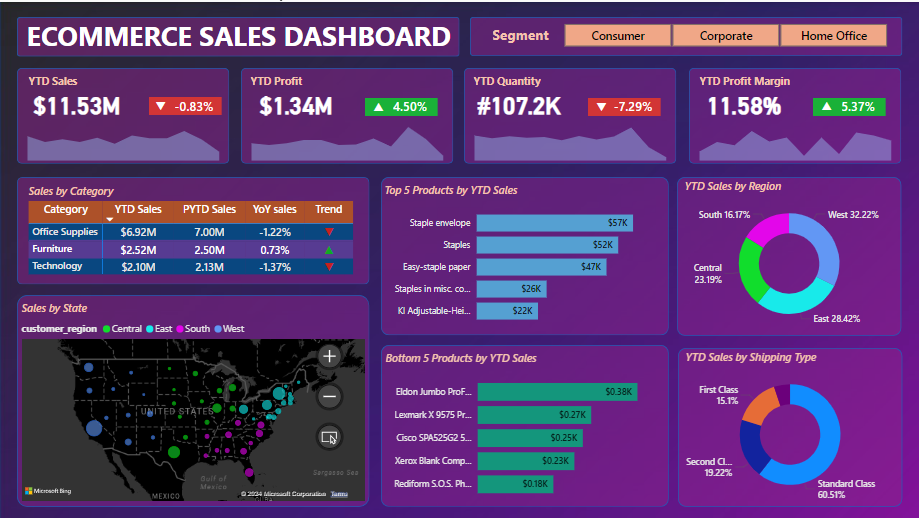 ECOMMERCE SALES DASHBOARD
Segment
Consumer
Corporate
Home Office
YTD Sales
$11.53M
▼ -0.83%
YTD Profit
$1.34M
▲ 4.50%
YTD Quantity
#107.2K
▼ -7.29%
YTD Profit Margin
11.58%
▲ 5.37%
Sales by Category
Category YTD Sales PYTD Sales YoY sales Trend
Office Supplies $6.92M 7.00M -1.22% ▼
Furniture $2.52M 2.50M 0.73% ▲
Technology $2.10M 2.13M -1.37% ▼
Top 5 Products by YTD Sales
Staple envelope $57K
Staples $52K
Easy-staple paper $47K
Staples in misc. co... $26K
KI Adjustable-Hei... $22K
YTD Sales by Region
South 16.17%
West 32.22%
Central
23.19%
East 28.42%
Sales by State
customer_region Central East South West
UNITED STATES
Gulf of
Mexico
MEXICO
Sargasso Sea
Microsoft Bing
© 2024 Microsoft Corporation Terms
Bottom 5 Products by YTD Sales
Eldon Jumbo ProF... $0.38K
Lexmark X 9575 Pr... $0.27K
Cisco SPA525G2 5... $0.25K
Xerox Blank Comp... $0.23K
Rediform S.O.S. Ph... $0.18K
YTD Sales by Shipping Type
First Class
15.1%
Second Cl...
19.22%
Standard Class
60.51%